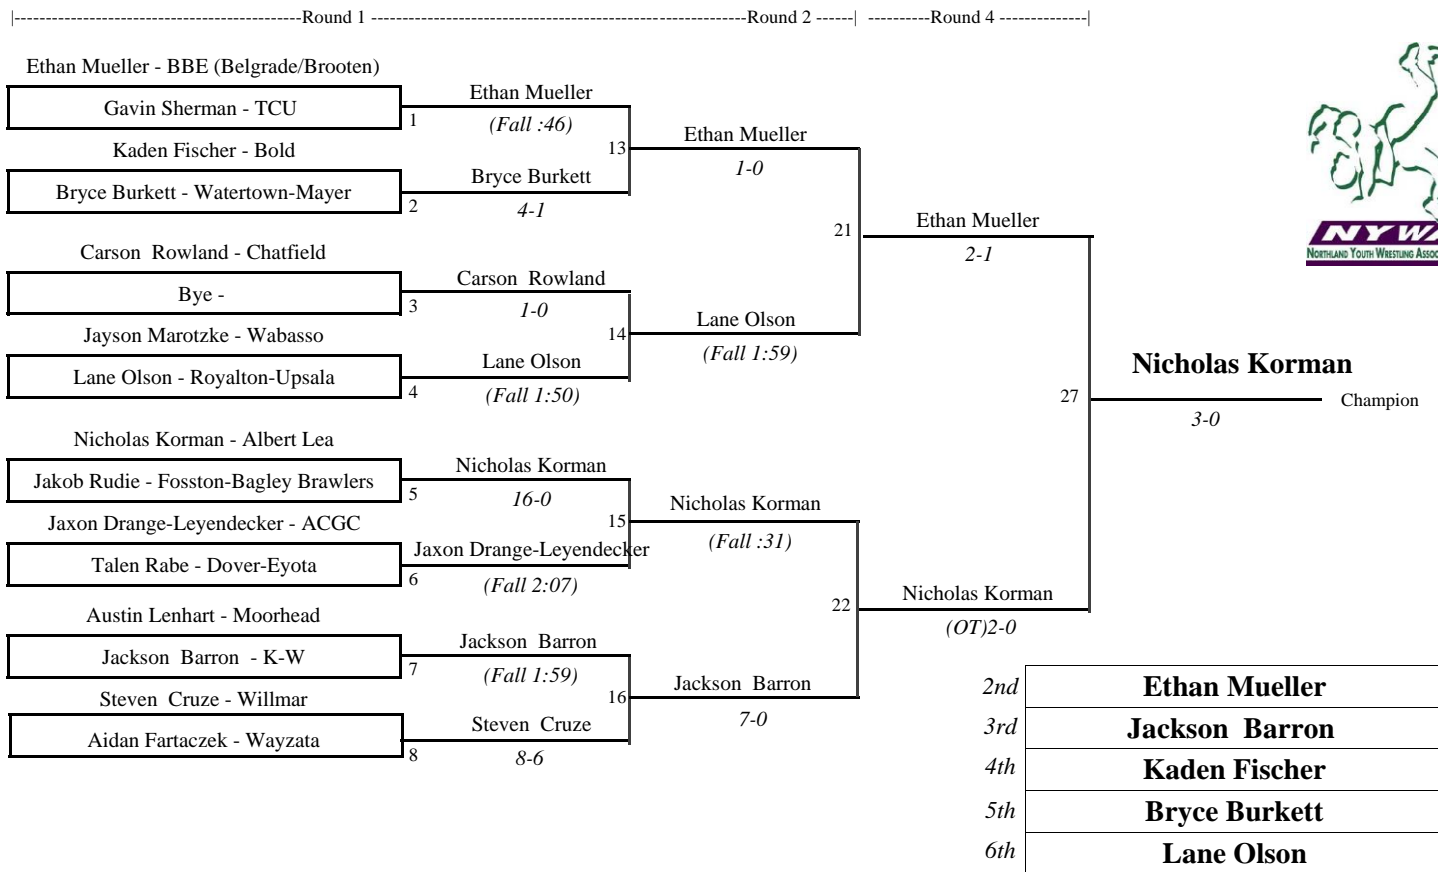 |----------------------------------------------Round 1 ------------------------------------------------------------Round 2 ------| ----------Round 4 --------------|
Ethan Mueller - BBE (Belgrade/Brooten)
Gavin Sherman - TCU
1
Kaden Fischer - Bold
Bryce Burkett - Watertown-Mayer
2
Carson Rowland - Chatfield
Bye -
3
Jayson Marotzke - Wabasso
Lane Olson - Royalton-Upsala
4
Nicholas Korman - Albert Lea
Jakob Rudie - Fosston-Bagley Brawlers
5
Jaxon Drange-Leyendecker - ACGC
Talen Rabe - Dover-Eyota
6
Austin Lenhart - Moorhead
Jackson Barron - K-W
7
Steven Cruze - Willmar
Aidan Fartaczek - Wayzata
8
Ethan Mueller
(Fall :46)
13
Bryce Burkett
4-1
Carson Rowland
1-0
14
Lane Olson
(Fall 1:50)
Nicholas Korman
16-0
15
Jaxon Drange-Leyendecker
(Fall 2:07)
Jackson Barron
(Fall 1:59)
16
Steven Cruze
8-6
Ethan Mueller
1-0
21
Lane Olson
(Fall 1:59)
Nicholas Korman
(Fall :31)
22
Jackson Barron
7-0
Ethan Mueller
2-1
27
Nicholas Korman
(OT)2-0
Nicholas Korman
Champion
3-0
NYWA
NORTHLAND YOUTH WRESTLING
2nd Ethan Mueller
3rd Jackson Barron
4th Kaden Fischer
5th Bryce Burkett
6th Lane Olson